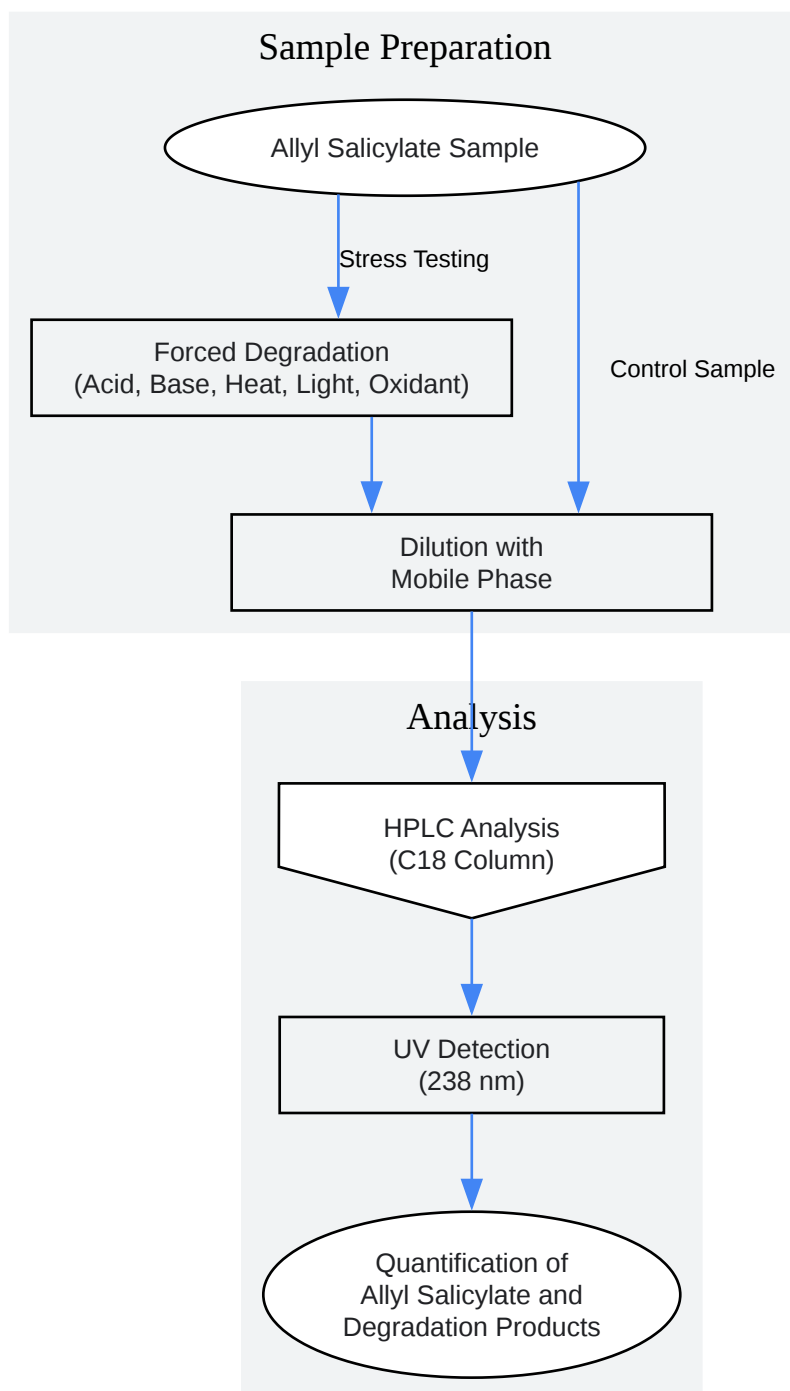 Sample Preparation
Allyl Salicylate Sample
Stress Testing
Forced Degradation
(Acid, Base, Heat, Light, Oxidant)
Control Sample
Dilution with
Mobile Phase
Analysis
HPLC Analysis
(C18 Column)
UV Detection
(238 nm)
Quantification of
Allyl Salicylate and
Degradation Products